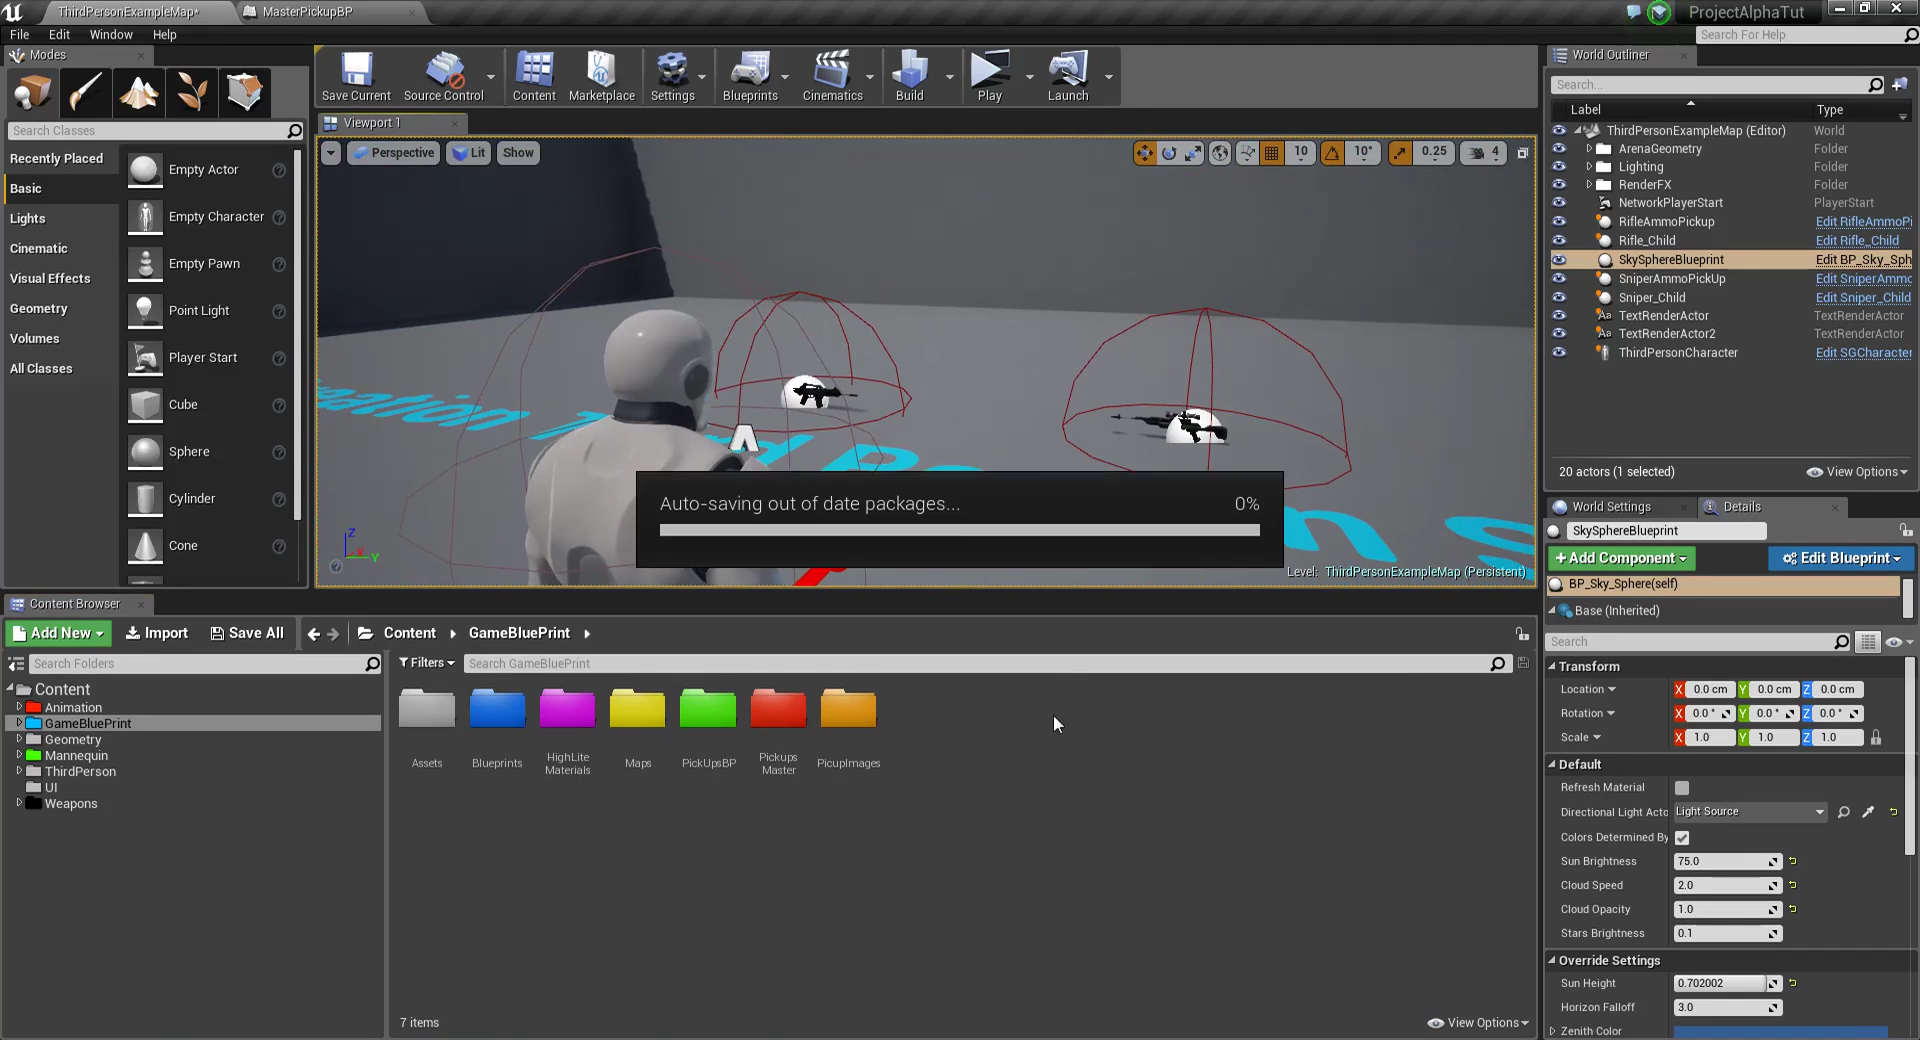 ThirdPersonExampleMap*
MasterPickupBP
ProjectAlphaTut
File Edit Window Help
Search For Help
Modes
Search Classes
Recently Placed
Basic
Lights
Cinematic
Visual Effects
Geometry
Volumes
All Classes
Empty Actor
Empty Character
Empty Pawn
Point Light
Player Start
Cube
Sphere
Cylinder
Cone
Save Current
Source Control
Content
Marketplace
Settings
Blueprints
Cinematics
Build
Play
Launch
Viewport 1
Perspective
Lit
Show
10
10°
0.25
4
Auto-saving out of date packages...
0%
Level: ThirdPersonExampleMap (Persistent)
World Outliner
Search...
Label Type
ThirdPersonExampleMap (Editor) World
ArenaGeometry Folder
Lighting Folder
RenderFX Folder
NetworkPlayerStart PlayerStart
RifleAmmoPickup Edit RifleAmmoPi
Rifle_Child Edit Rifle_Child
SkySphereBlueprint Edit BP_Sky_Sph
SniperAmmoPickUp Edit SniperAmmo
Sniper_Child Edit Sniper_Child
TextRenderActor TextRenderActor
TextRenderActor2 TextRenderActor
ThirdPersonCharacter Edit SGCharacter
20 actors (1 selected)
View Options
World Settings
Details
SkySphereBlueprint
+Add Component
Edit Blueprint
BP_Sky_Sphere(self)
Base (Inherited)
Search
Transform
Location X 0.0 cm Y 0.0 cm Z 0.0 cm
Rotation X 0.0° Y 0.0° Z 0.0°
Scale X 1.0 Y 1.0 Z 1.0
Default
Refresh Material
Directional Light Acto Light Source
Colors Determined By
Sun Brightness 75.0
Cloud Speed 2.0
Cloud Opacity 1.0
Stars Brightness 0.1
Override Settings
Sun Height 0.702002
Horizon Falloff 3.0
Zenith Color
Content Browser
Add New
Import
Save All
Content
GameBluePrint
Search Folders
Filters
Search GameBluePrint
Content
Animation
GameBluePrint
Geometry
Mannequin
ThirdPerson
UI
Weapons
Assets
Blueprints
HighLite
Materials
Maps
PickUpsBP
Pickups
Master
PicupImages
7 items
View Options